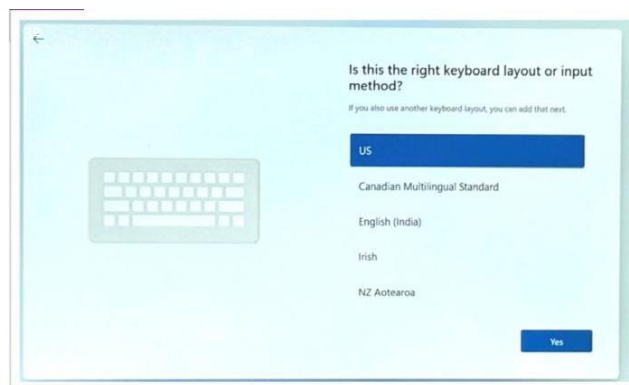 Is this the right keyboard layout or input
method?
If you also use another keyboard layout, you can add that next.
US
Canadian Multilingual Standard
English (India)
Irish
NZ Aotearoa
Yes